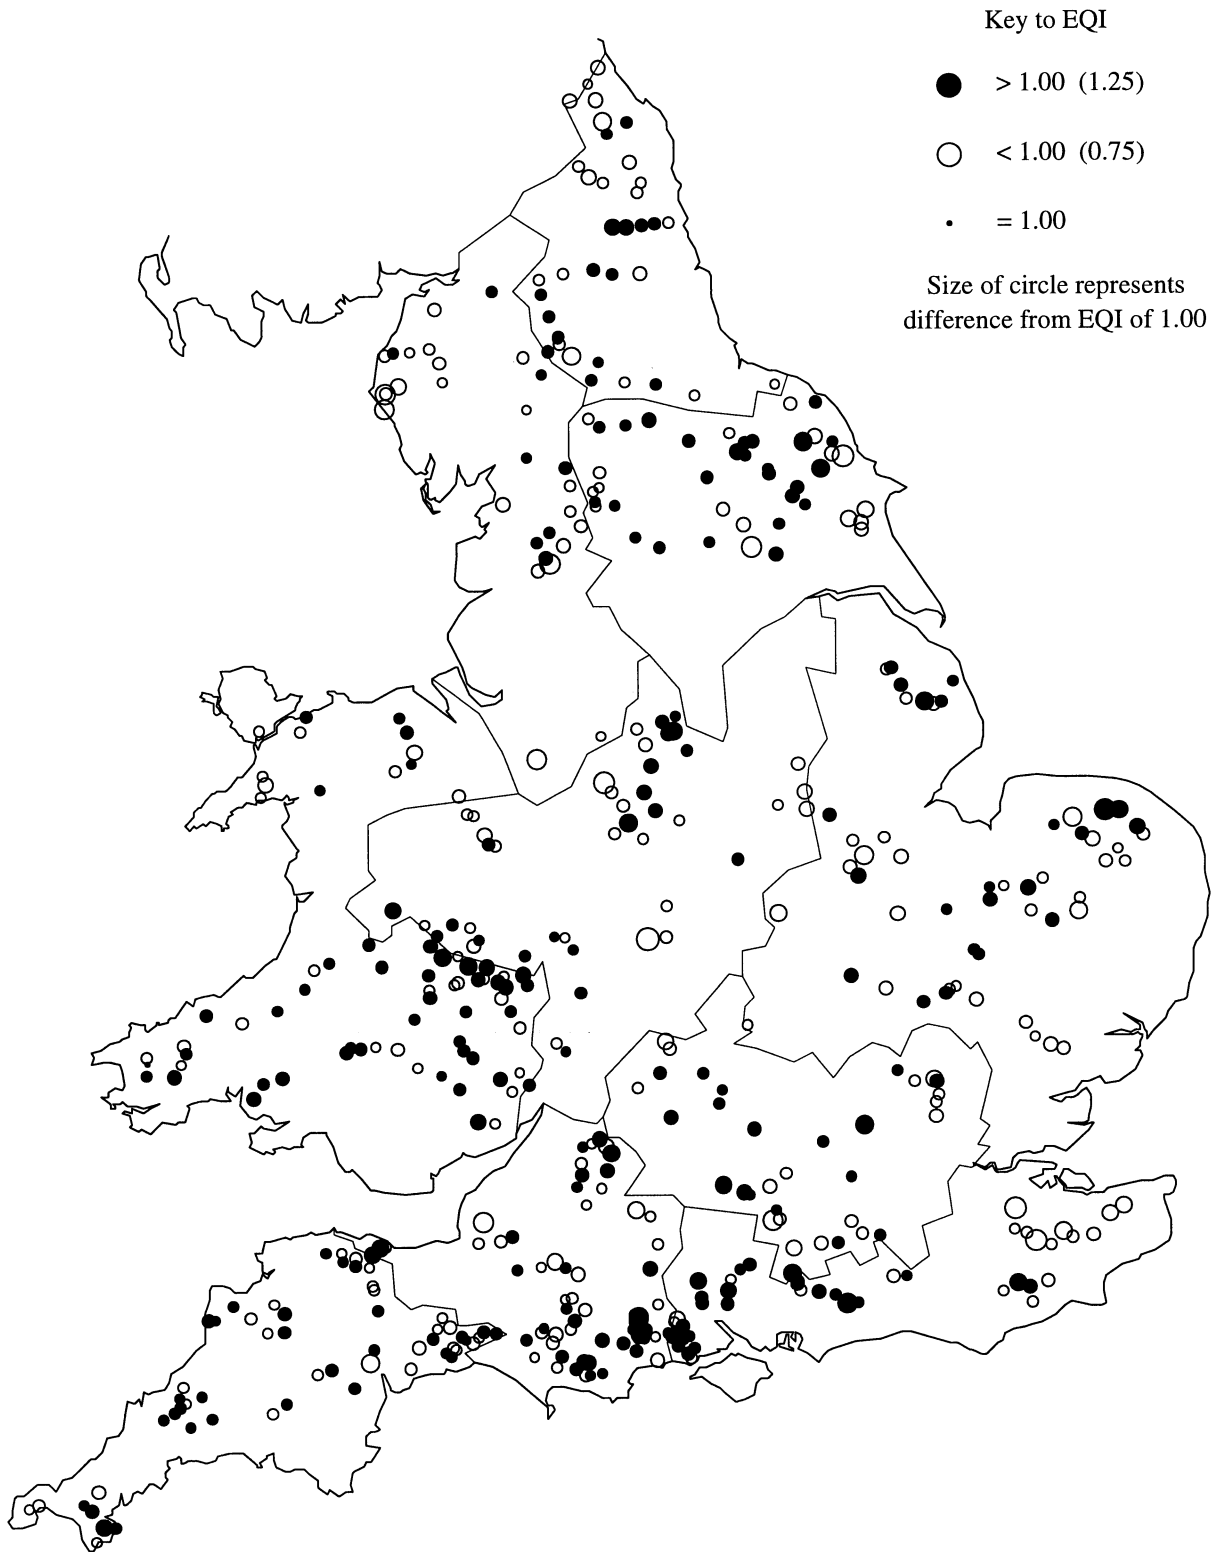 Key to EQI
> 1.00 (1.25)
< 1.00 (0.75)
= 1.00
Size of circle represents
difference from EQI of 1.00